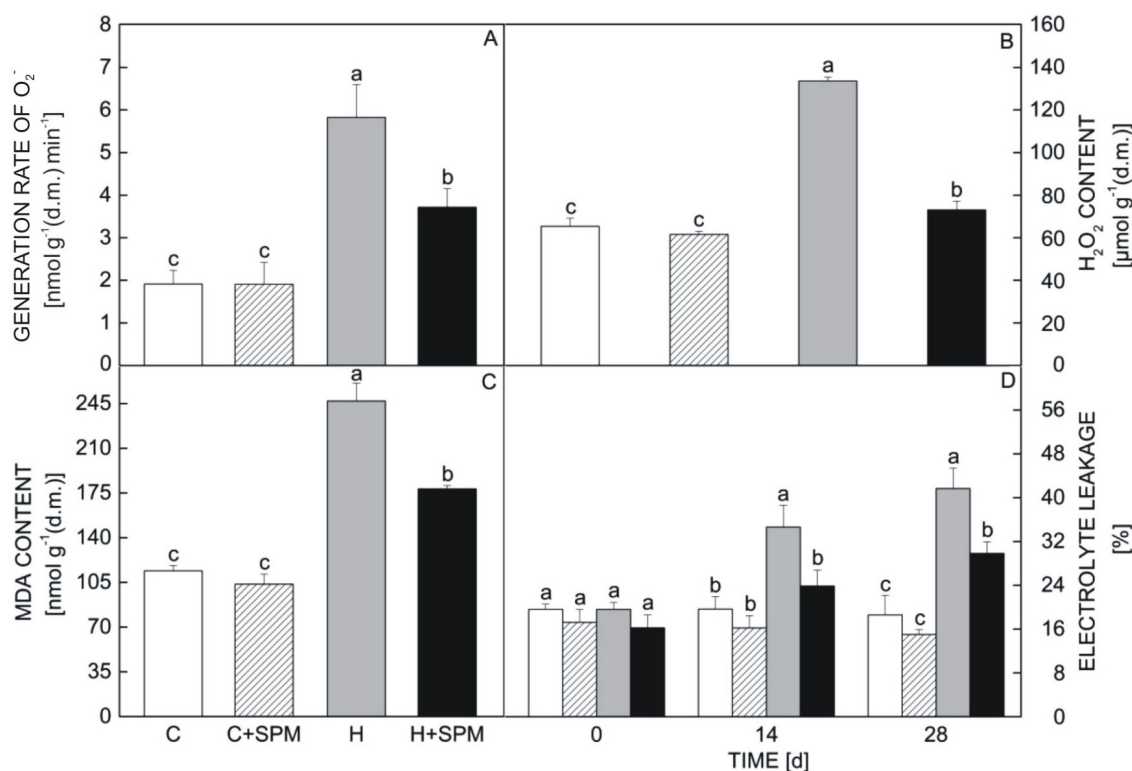 GENERATION RATE OF O₂⁻
[nmol g⁻¹(d.m.) min⁻¹]
8
7
6
5
4
3
2
1
0
A
c
c
a
b
B
c
c
a
b
160
140
120
100
80
60
40
20
0
H₂O₂ CONTENT
[µmol g⁻¹(d.m.)]
MDA CONTENT
[nmol g⁻¹(d.m.)]
245
210
175
140
105
70
35
0
C
c
c
a
b
C
C+SPM
H
H+SPM
D
a
a
a
a
b
b
a
b
c
c
a
b
0
14
28
TIME [d]
56
48
40
32
24
16
8
0
ELECTROLYTE LEAKAGE
[%]